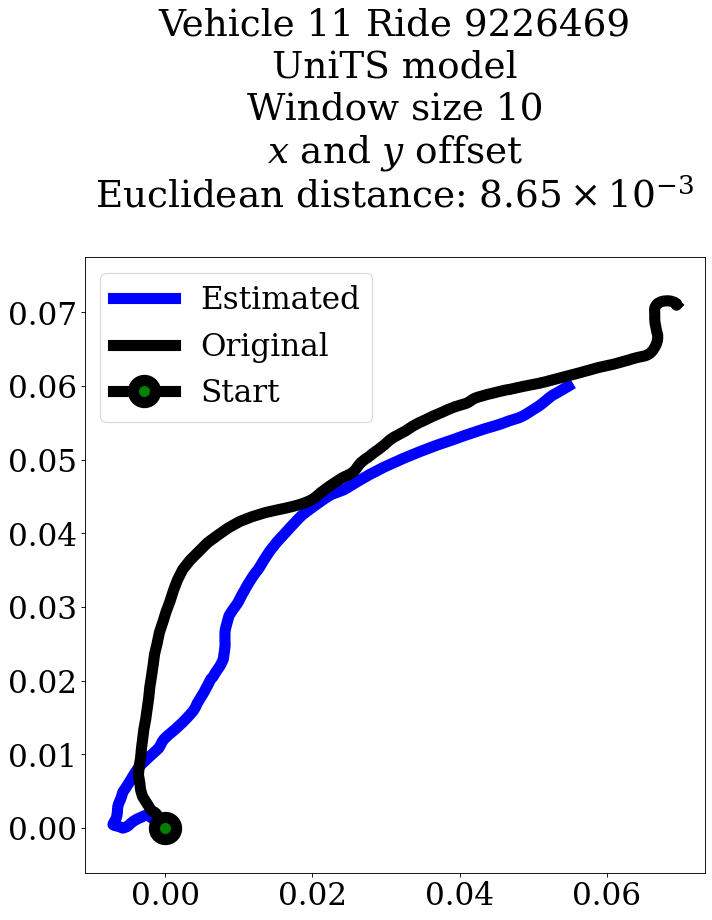 Vehicle 11 Ride 9226469
UniTS model
Window size 10
x and y offset
Euclidean distance: 8.65 × 10⁻³
Estimated
Original
Start
0.07
0.06
0.05
0.04
0.03
0.02
0.01
0.00
0.00 0.02 0.04 0.06